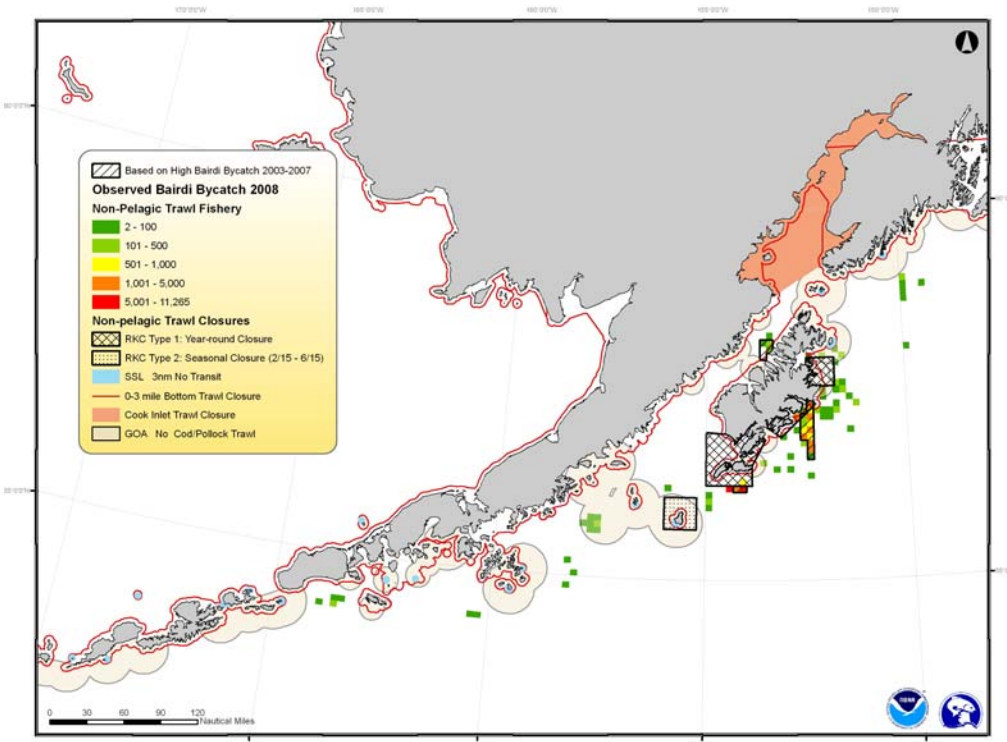 Based on High Bairdi Bycatch 2003-2007
Observed Bairdi Bycatch 2008
Non-Pelagic Trawl Fishery
2 - 100
101 - 500
501 - 1,000
1,001 - 5,000
5,001 - 11,265
Non-pelagic Trawl Closures
RKC Type 1: Year-round Closure
RKC Type 2: Seasonal Closure (2/15 - 6/15)
SSL 3nm No Transit
0-3 mile Bottom Trawl Closure
Cook Inlet Trawl Closure
GOA No Cod/Pollock Trawl
0 30 60 90 120
Nautical Miles